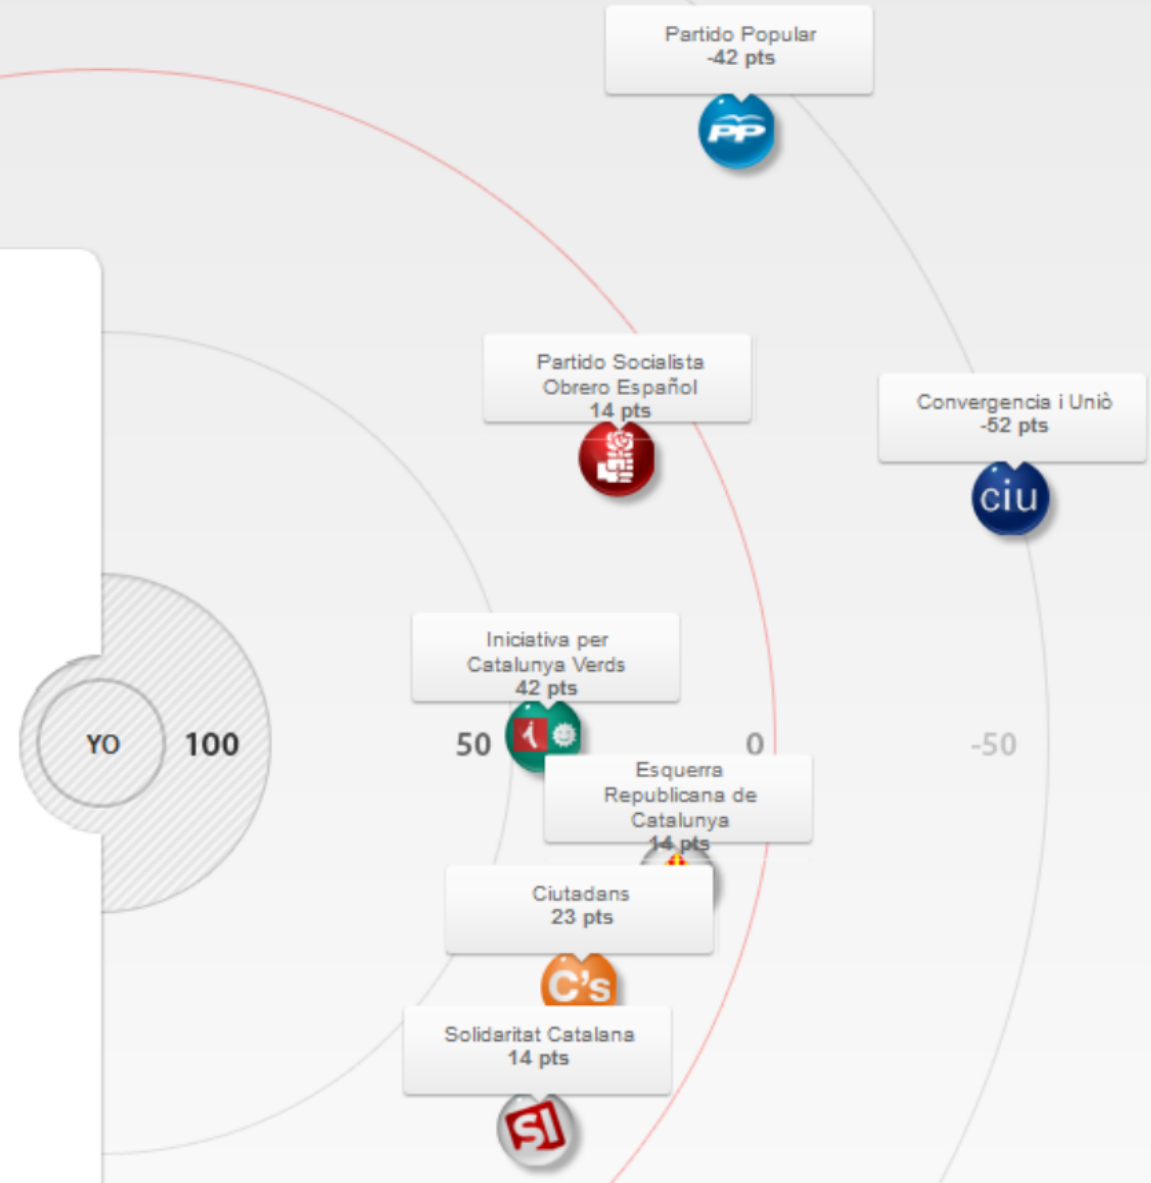 Partido Popular
-42 pts
pp
Partido Socialista
Obrero Español
14 pts
Convergencia i Uniò
-52 pts
ciu
Iniciativa per
Catalunya Verds
42 pts
i
YO 100 50 0 -50
Esquerra
Republicana de
Catalunya
14 pts
Ciutadans
23 pts
C's
Solidaritat Catalana
14 pts
SI